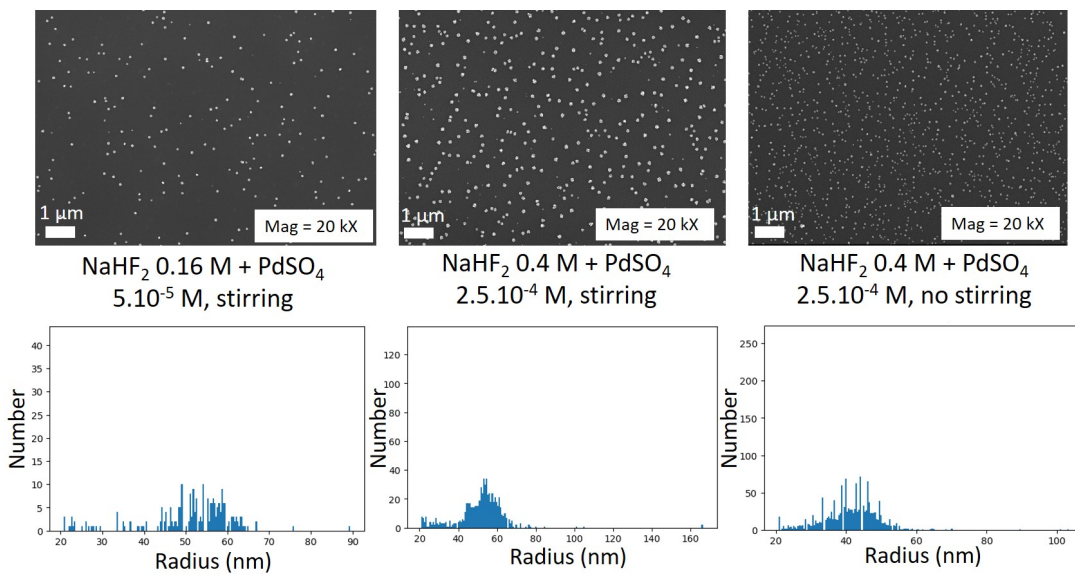 1 µm
Mag = 20 kX
1 µm
Mag = 20 kX
1 µm
Mag = 20 kX
NaHF₂ 0.16 M + PdSO₄
5.10⁻⁵ M, stirring
NaHF₂ 0.4 M + PdSO₄
2.5.10⁻⁴ M, stirring
NaHF₂ 0.4 M + PdSO₄
2.5.10⁻⁴ M, no stirring
Number
40
35
30
25
20
15
10
5
0
20 30 40 50 60 70 80 90
Radius (nm)
Number
120
100
80
60
40
20
0
20 40 60 80 100 120 140 160
Radius (nm)
Number
250
200
150
100
50
0
20 40 60 80 100
Radius (nm)